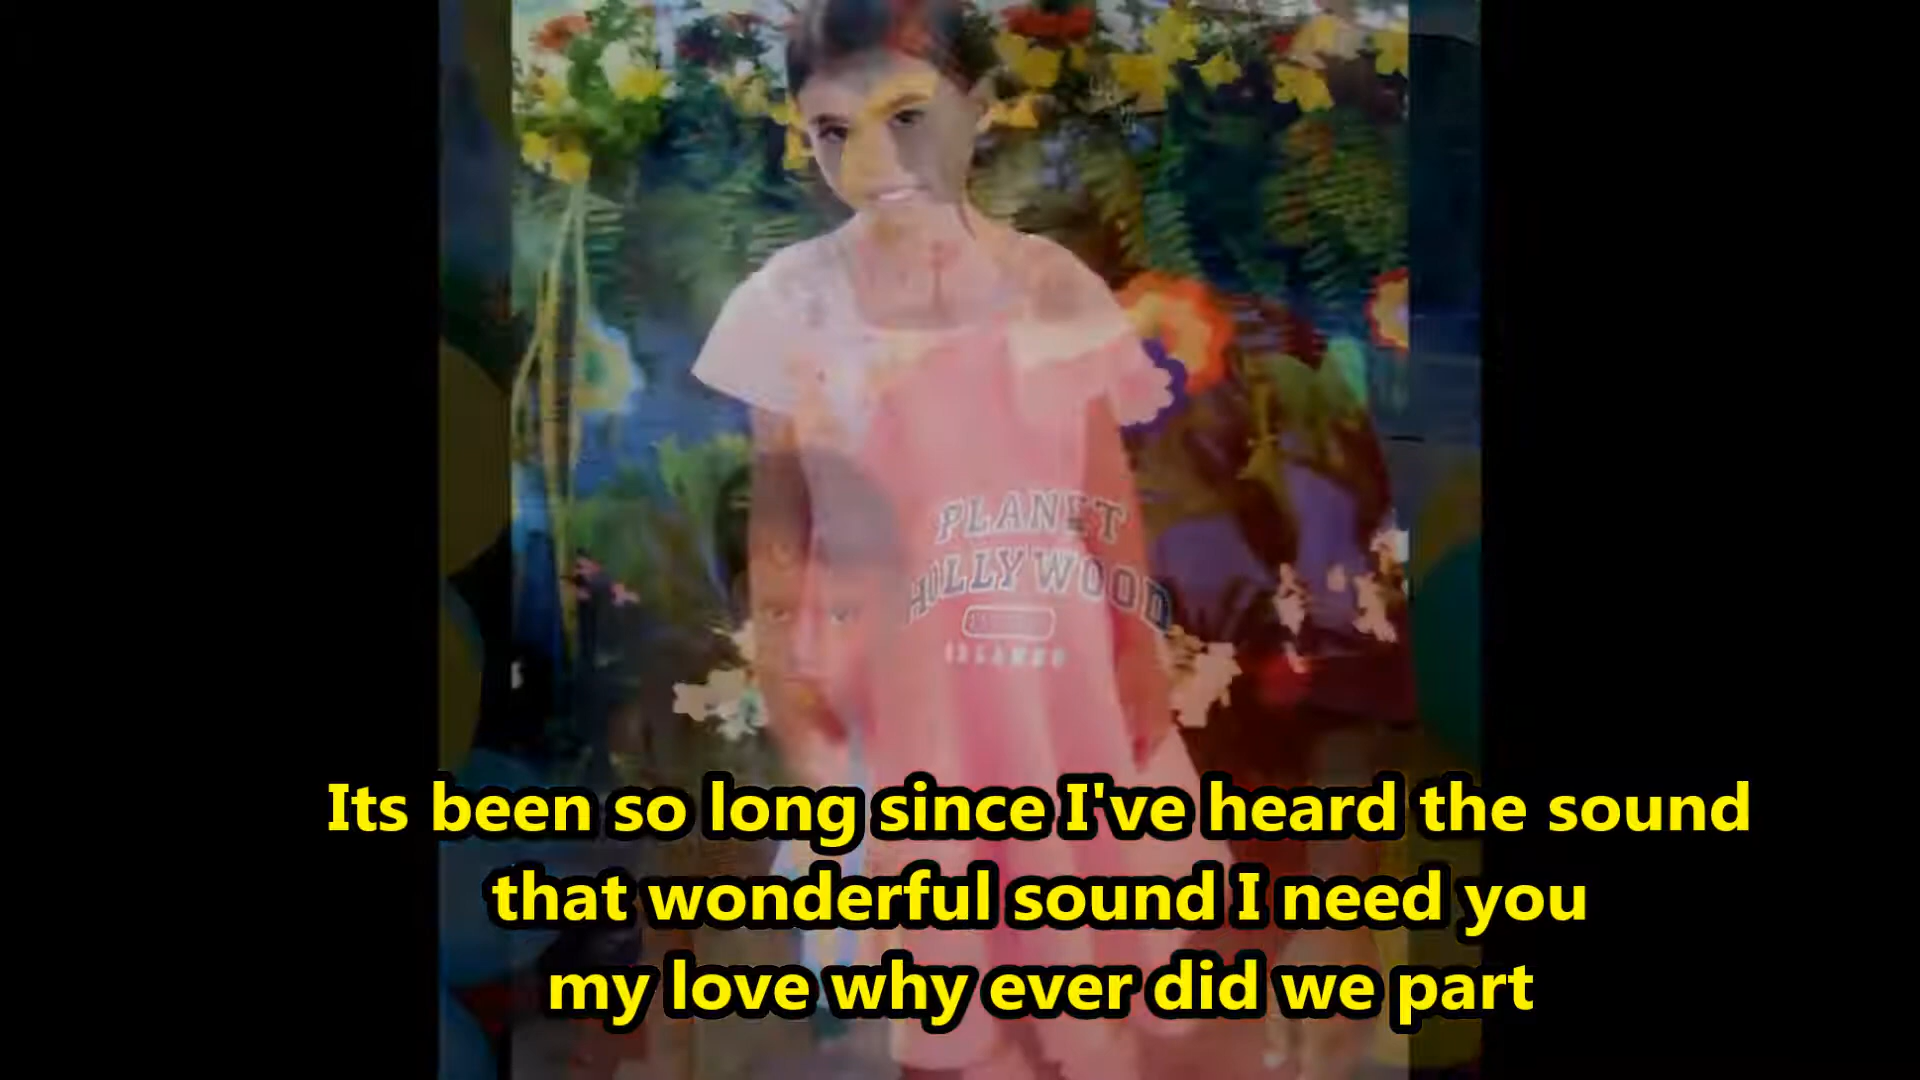 PLANET
HOLLYWOOD
Its been so long since I've heard the sound
that wonderful sound I need you
my love why ever did we part